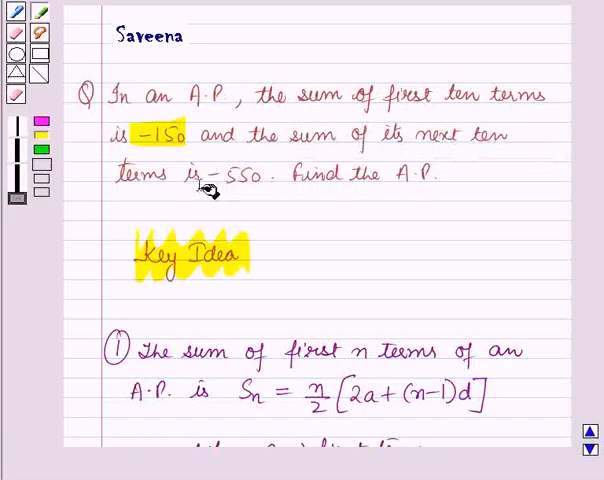 Saveena
Q In an A.P., the sum of first ten terms
is -150 and the sum of its next ten
terms is -550. Find the A.P.
Key Idea
① The sum of first n terms of an
A.P. is Sn = n/2 [2a + (n-1)d]